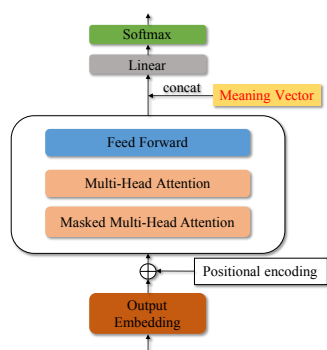 Softmax
Linear
concat
Meaning Vector
Feed Forward
Multi-Head Attention
Masked Multi-Head Attention
Positional encoding
Output
Embedding